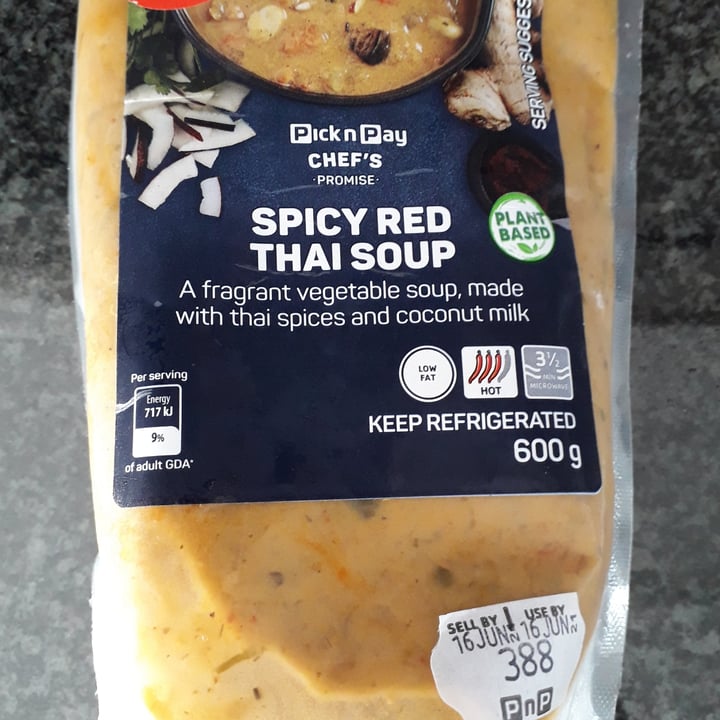 SERVING SUGGES
Pick n Pay
CHEF'S
·PROMISE·
SPICY RED
THAI SOUP
PLANT
BASED
A fragrant vegetable soup, made
with thai spices and coconut milk
LOW
FAT
HOT
3½
MIN
MICROWAVE
Per serving
Energy
717 kJ
9%
of adult GDA*
KEEP REFRIGERATED
600 g
SELL BY USE BY
16JUN 16JUN
388
PnP